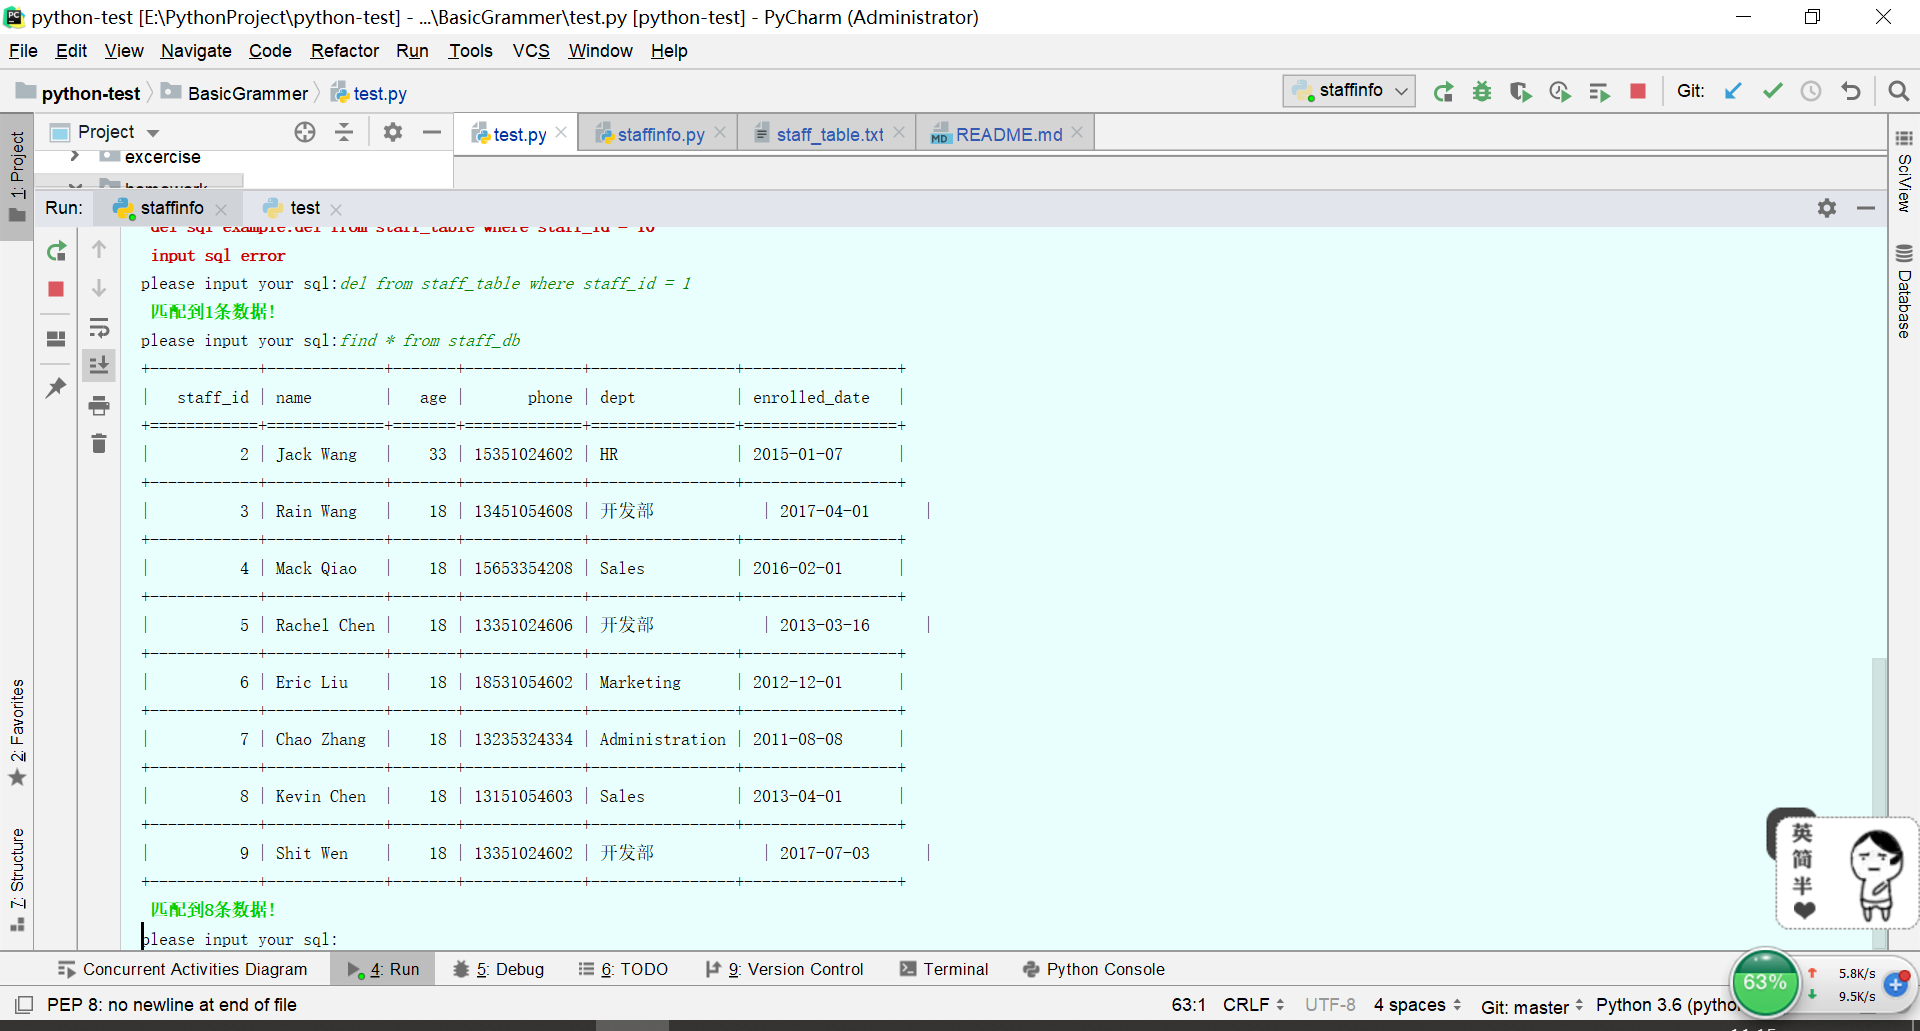 python-test [E:\PythonProject\python-test] - ...\BasicGrammer\test.py [python-test] - PyCharm (Administrator)
File Edit View Navigate Code Refactor Run Tools VCS Window Help
python-test BasicGrammer test.py staffinfo Git:
1: Project Project test.py staffinfo.py staff_table.txt README.md SciView
excercise
homework
Run: staffinfo test
del sql example:del from staff_table where staff_id = 10
input sql error
Database
please input your sql:del from staff_table where staff_id = 1
匹配到1条数据!
please input your sql:find * from staff_db
+------------+-------------+-------+-------------+----------------+-----------------+
| staff_id | name | age | phone | dept | enrolled_date |
+============+=============+=======+=============+================+=================+
| 2 | Jack Wang | 33 | 15351024602 | HR | 2015-01-07 |
+------------+-------------+-------+-------------+----------------+-----------------+
| 3 | Rain Wang | 18 | 13451054608 | 开发部 | 2017-04-01 |
+------------+-------------+-------+-------------+----------------+-----------------+
| 4 | Mack Qiao | 18 | 15653354208 | Sales | 2016-02-01 |
+------------+-------------+-------+-------------+----------------+-----------------+
| 5 | Rachel Chen | 18 | 13351024606 | 开发部 | 2013-03-16 |
+------------+-------------+-------+-------------+----------------+-----------------+
| 6 | Eric Liu | 18 | 18531054602 | Marketing | 2012-12-01 |
+------------+-------------+-------+-------------+----------------+-----------------+
| 7 | Chao Zhang | 18 | 13235324334 | Administration | 2011-08-08 |
+------------+-------------+-------+-------------+----------------+-----------------+
| 8 | Kevin Chen | 18 | 13151054603 | Sales | 2013-04-01 |
+------------+-------------+-------+-------------+----------------+-----------------+
| 9 | Shit Wen | 18 | 13351024602 | 开发部 | 2017-07-03 |
+------------+-------------+-------+-------------+----------------+-----------------+
匹配到8条数据!
please input your sql:
2: Favorites
7: Structure
英
简
半
Concurrent Activities Diagram 4: Run 5: Debug 6: TODO 9: Version Control Terminal Python Console
63% 5.8K/s
9.5K/s
PEP 8: no newline at end of file 63:1 CRLF UTF-8 4 spaces Git: master Python 3.6 (pytho